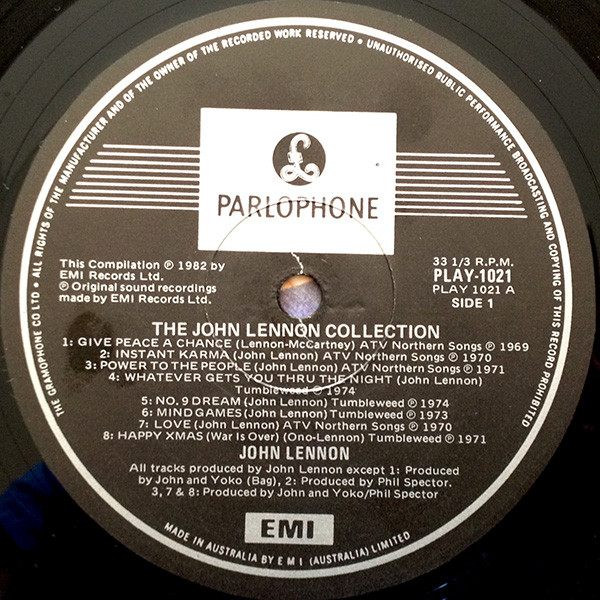 THE GRAMOPHONE CO LTD • ALL RIGHTS OF THE MANUFACTURER AND OF THE OWNER OF THE RECORDED WORK RESERVED • UNAUTHORISED PUBLIC PERFORMANCE BROADCASTING AND COPYING OF THIS RECORD PROHIBITED
£
PARLOPHONE
This Compilation ℗ 1982 by
EMI Records Ltd.
℗ Original sound recordings
made by EMI Records Ltd.
33 1/3 R.P.M.
PLAY-1021
PLAY 1021 A
SIDE 1
THE JOHN LENNON COLLECTION
1: GIVE PEACE A CHANCE (Lennon-McCartney) ATV Northern Songs ℗ 1969
2: INSTANT KARMA (John Lennon) ATV Northern Songs ℗ 1970
3: POWER TO THE PEOPLE (John Lennon) ATV Northern Songs ℗ 1971
4: WHATEVER GETS YOU THRU THE NIGHT (John Lennon)
Tumbleweed ℗ 1974
5: NO. 9 DREAM (John Lennon) Tumbleweed ℗ 1974
6: MIND GAMES (John Lennon) Tumbleweed ℗ 1973
7: LOVE (John Lennon) ATV Northern Songs ℗ 1970
8: HAPPY XMAS (War Is Over) (Ono-Lennon) Tumbleweed ℗ 1971
JOHN LENNON
All tracks produced by John Lennon except 1: Produced
by John and Yoko (Bag), 2: Produced by Phil Spector.
3, 7 & 8: Produced by John and Yoko/Phil Spector
EMI
MADE IN AUSTRALIA BY E M I (AUSTRALIA) LIMITED